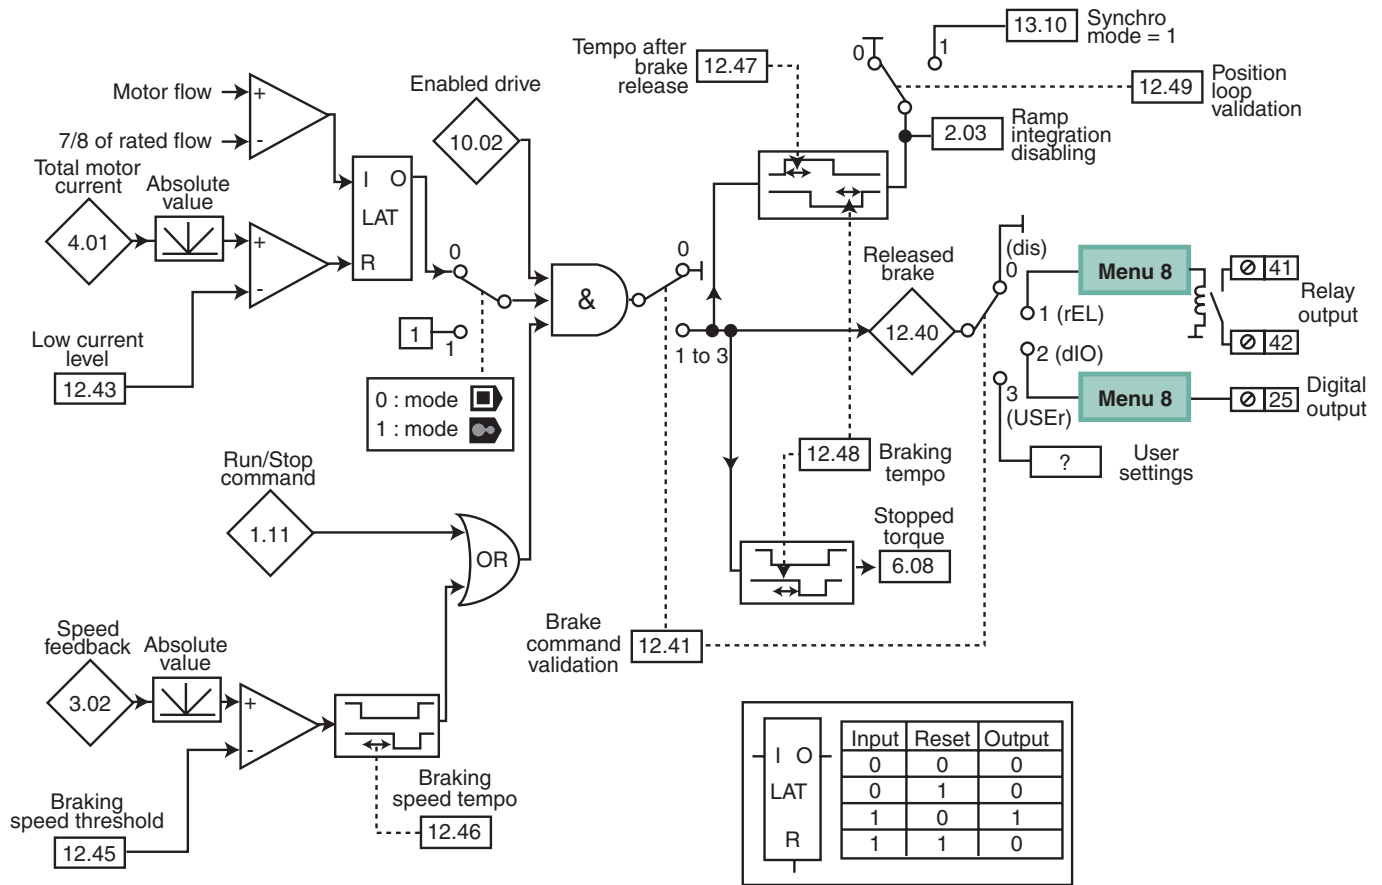 Motor flow
+
7/8 of rated flow
-
Total motor
current
4.01
Absolute
value
+
-
Low current
level
12.43
I O
LAT
R
Enabled drive
10.02
0
1
1
0 : mode
1 : mode
&
Run/Stop
command
1.11
OR
Speed
feedback
3.02
Absolute
value
+
-
Braking
speed threshold
12.45
Braking
speed tempo
12.46
0
1 to 3
Tempo after
brake
release
12.47
0
1
13.10
Synchro
mode = 1
12.49
Position
loop
validation
2.03
Ramp
integration
disabling
Released
brake
12.40
(dis)
0
1 (rEL)
2 (dIO)
3
(USEr)
Menu 8
41
42
Relay
output
Menu 8
25
Digital
output
?
User
settings
12.48
Braking
tempo
Stopped
torque
6.08
Brake
command
validation
12.41
I O
LAT
R
Input Reset Output
0 0 0
0 1 0
1 0 1
1 1 0